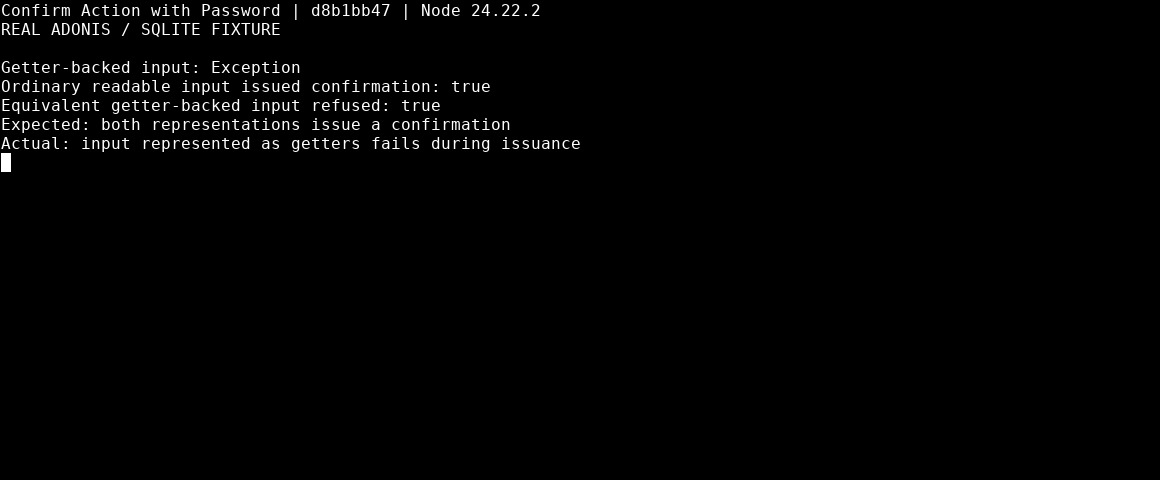 Confirm Action with Password | d8b1bb47 | Node 24.22.2
REAL ADONIS / SQLITE FIXTURE
Getter-backed input: Exception
Ordinary readable input issued confirmation: true
Equivalent getter-backed input refused: true
Expected: both representations issue a confirmation
Actual: input represented as getters fails during issuance